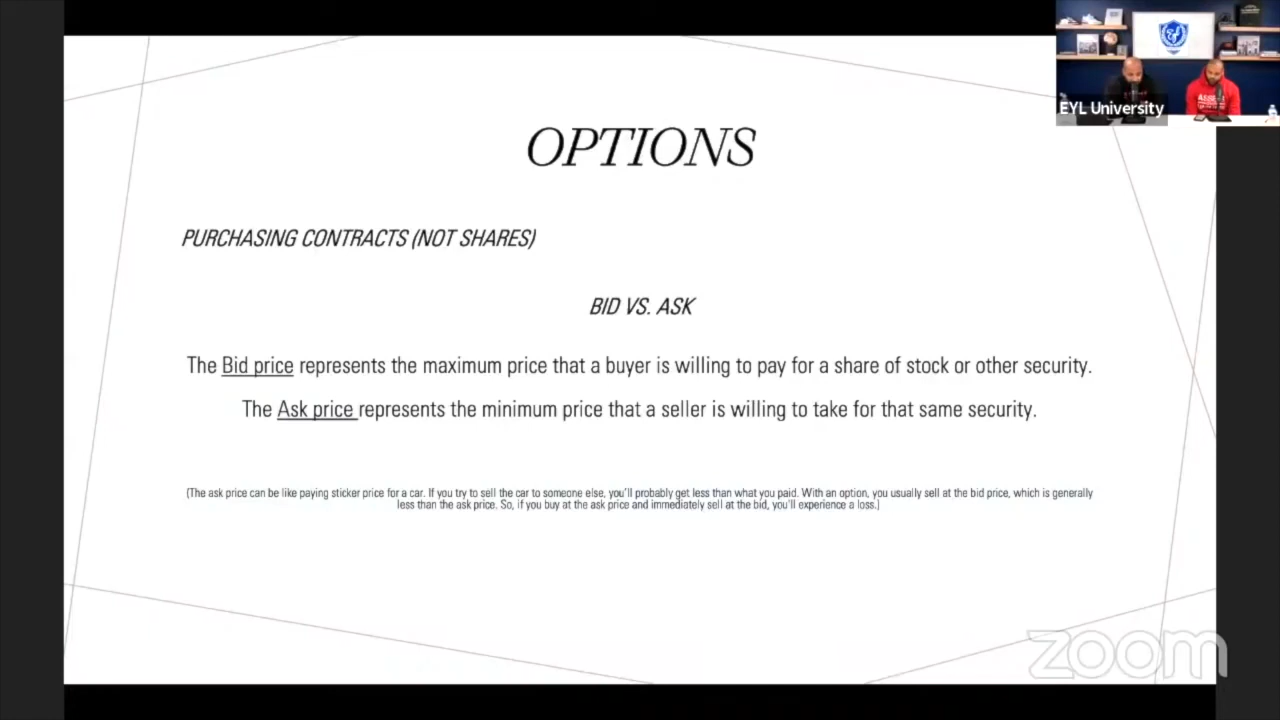 OPTIONS
PURCHASING CONTRACTS (NOT SHARES)
BID VS. ASK
The Bid price represents the maximum price that a buyer is willing to pay for a share of stock or other security.
The Ask price represents the minimum price that a seller is willing to take for that same security.
(The ask price can be like paying sticker price for a car. If you try to sell the car to someone else, you'll probably get less than what you paid. With an option, you usually sell at the bid price, which is generally
less than the ask price. So, if you buy at the ask price and immediately sell at the bid, you'll experience a loss.)
EYL University
zoom